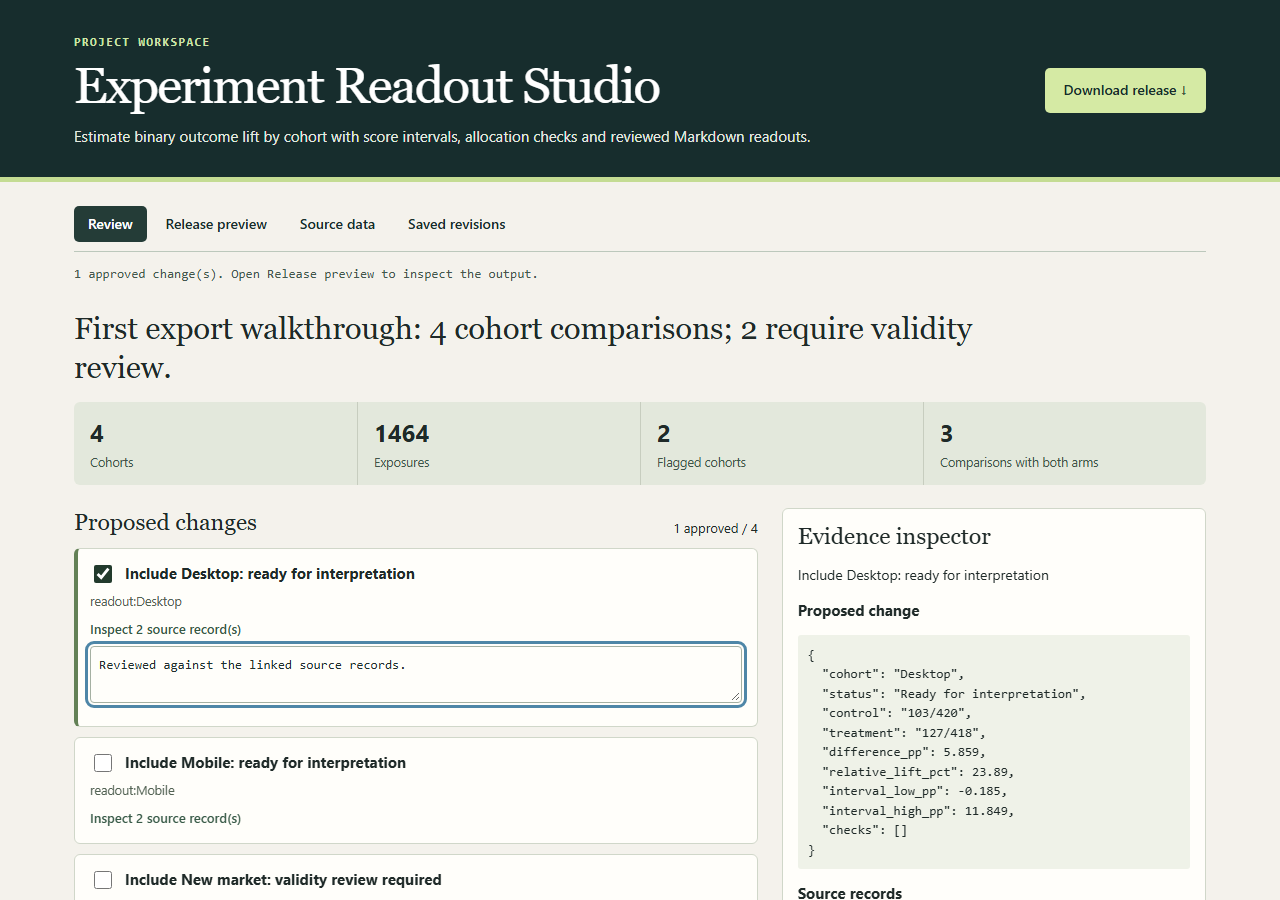 PROJECT WORKSPACE
Experiment Readout Studio
Estimate binary outcome lift by cohort with score intervals, allocation checks and reviewed Markdown readouts.
Download release ↓
Review
Release preview
Source data
Saved revisions
1 approved change(s). Open Release preview to inspect the output.
First export walkthrough: 4 cohort comparisons; 2 require validity
review.
4
Cohorts
1464
Exposures
2
Flagged cohorts
3
Comparisons with both arms
Proposed changes
1 approved / 4
Include Desktop: ready for interpretation
readout:Desktop
Inspect 2 source record(s)
Reviewed against the linked source records.
Include Mobile: ready for interpretation
readout:Mobile
Inspect 2 source record(s)
Include New market: validity review required
Evidence inspector
Include Desktop: ready for interpretation
Proposed change
{
"cohort": "Desktop",
"status": "Ready for interpretation",
"control": "103/420",
"treatment": "127/418",
"difference_pp": 5.859,
"relative_lift_pct": 23.89,
"interval_low_pp": -0.185,
"interval_high_pp": 11.849,
"checks": []
}
Source records